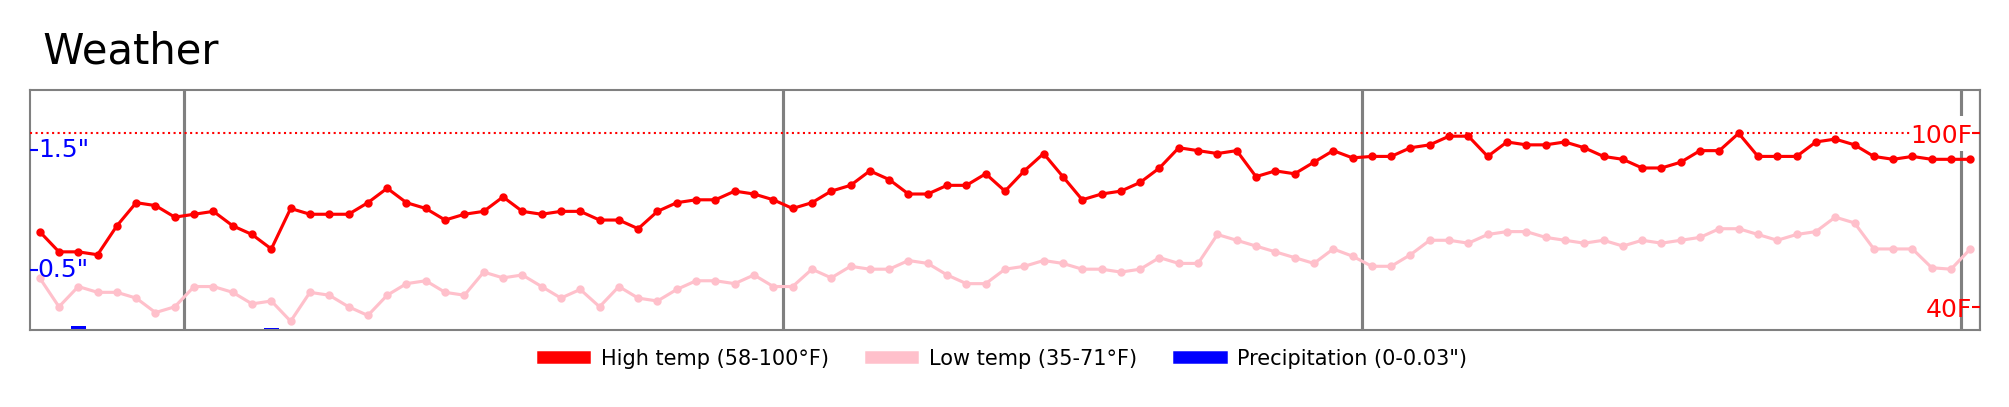 Weather
1.5"
100F
0.5"
40F
High temp (58-100°F) Low temp (35-71°F) Precipitation (0-0.03")